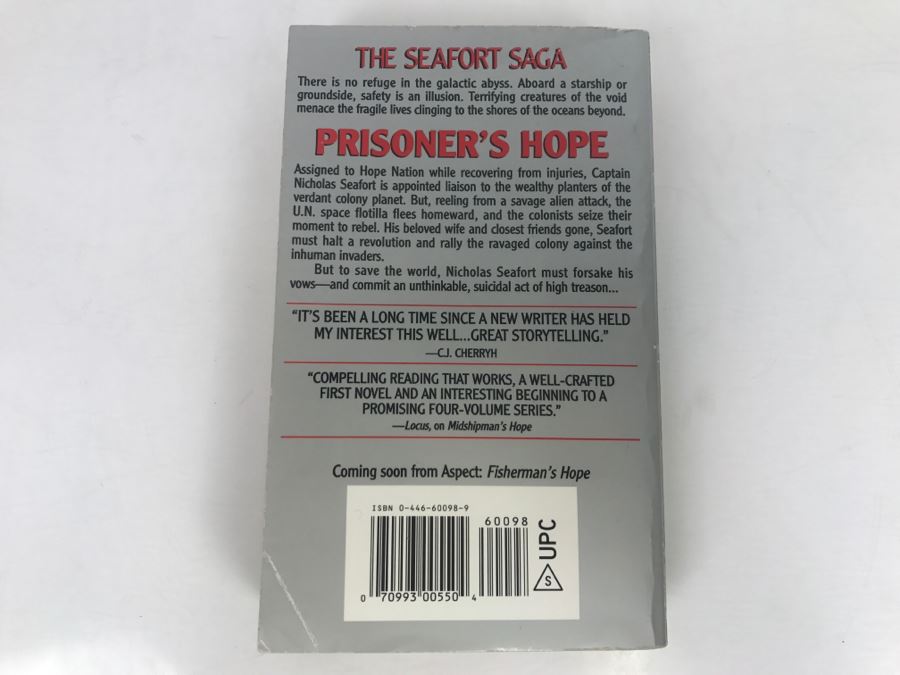 THE SEAFORT SAGA
There is no refuge in the galactic abyss. Aboard a starship or
groundside, safety is an illusion. Terrifying creatures of the void
menace the fragile lives clinging to the shores of the oceans beyond.
PRISONER'S HOPE
Assigned to Hope Nation while recovering from injuries, Captain
Nicholas Seafort is appointed liaison to the wealthy planters of the
verdant colony planet. But, reeling from a savage alien attack, the
U.N. space flotilla flees homeward, and the colonists seize their
moment to rebel. His beloved wife and closest friends gone, Seafort
must halt a revolution and rally the ravaged colony against the
inhuman invaders.
But to save the world, Nicholas Seafort must forsake his
vows—and commit an unthinkable, suicidal act of high treason...
"IT'S BEEN A LONG TIME SINCE A NEW WRITER HAS HELD
MY INTEREST THIS WELL...GREAT STORYTELLING."
—C.J. CHERRYH
"COMPELLING READING THAT WORKS, A WELL-CRAFTED
FIRST NOVEL AND AN INTERESTING BEGINNING TO A
PROMISING FOUR-VOLUME SERIES."
—Locus, on Midshipman's Hope
Coming soon from Aspect: Fisherman's Hope
ISBN 0-446-60098-9
60098
0 70993 00550 4
S UPC